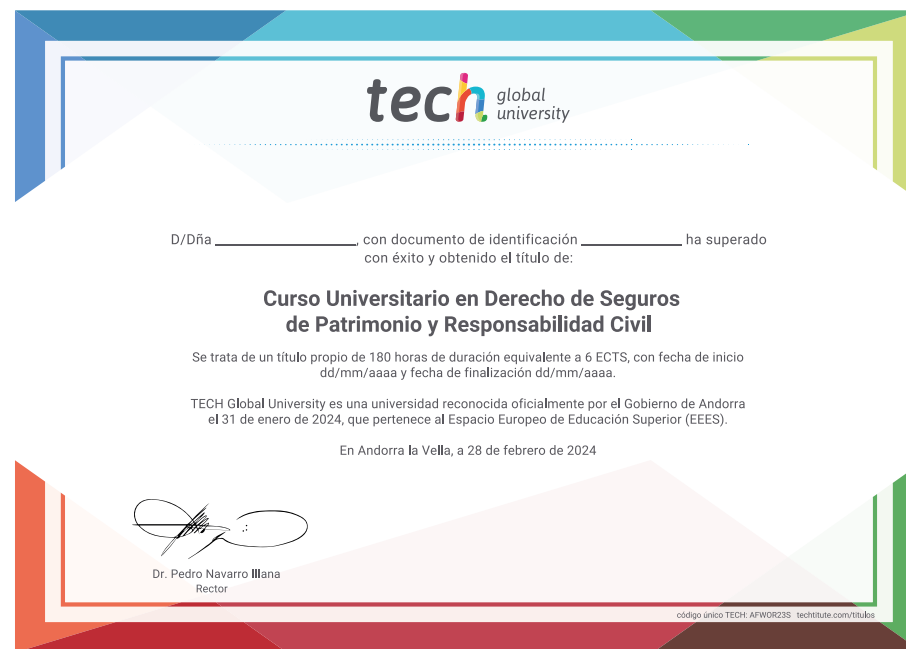 tech global
university
D/Dña ____________, con documento de identificación ____________ ha superado
con éxito y obtenido el título de:
Curso Universitario en Derecho de Seguros
de Patrimonio y Responsabilidad Civil
Se trata de un título propio de 180 horas de duración equivalente a 6 ECTS, con fecha de inicio
dd/mm/aaaa y fecha de finalización dd/mm/aaaa.
TECH Global University es una universidad reconocida oficialmente por el Gobierno de Andorra
el 31 de enero de 2024, que pertenece al Espacio Europeo de Educación Superior (EEES).
En Andorra la Vella, a 28 de febrero de 2024
Dr. Pedro Navarro Illana
Rector
código único TECH: AFWOR23S techtitute.com/titulos